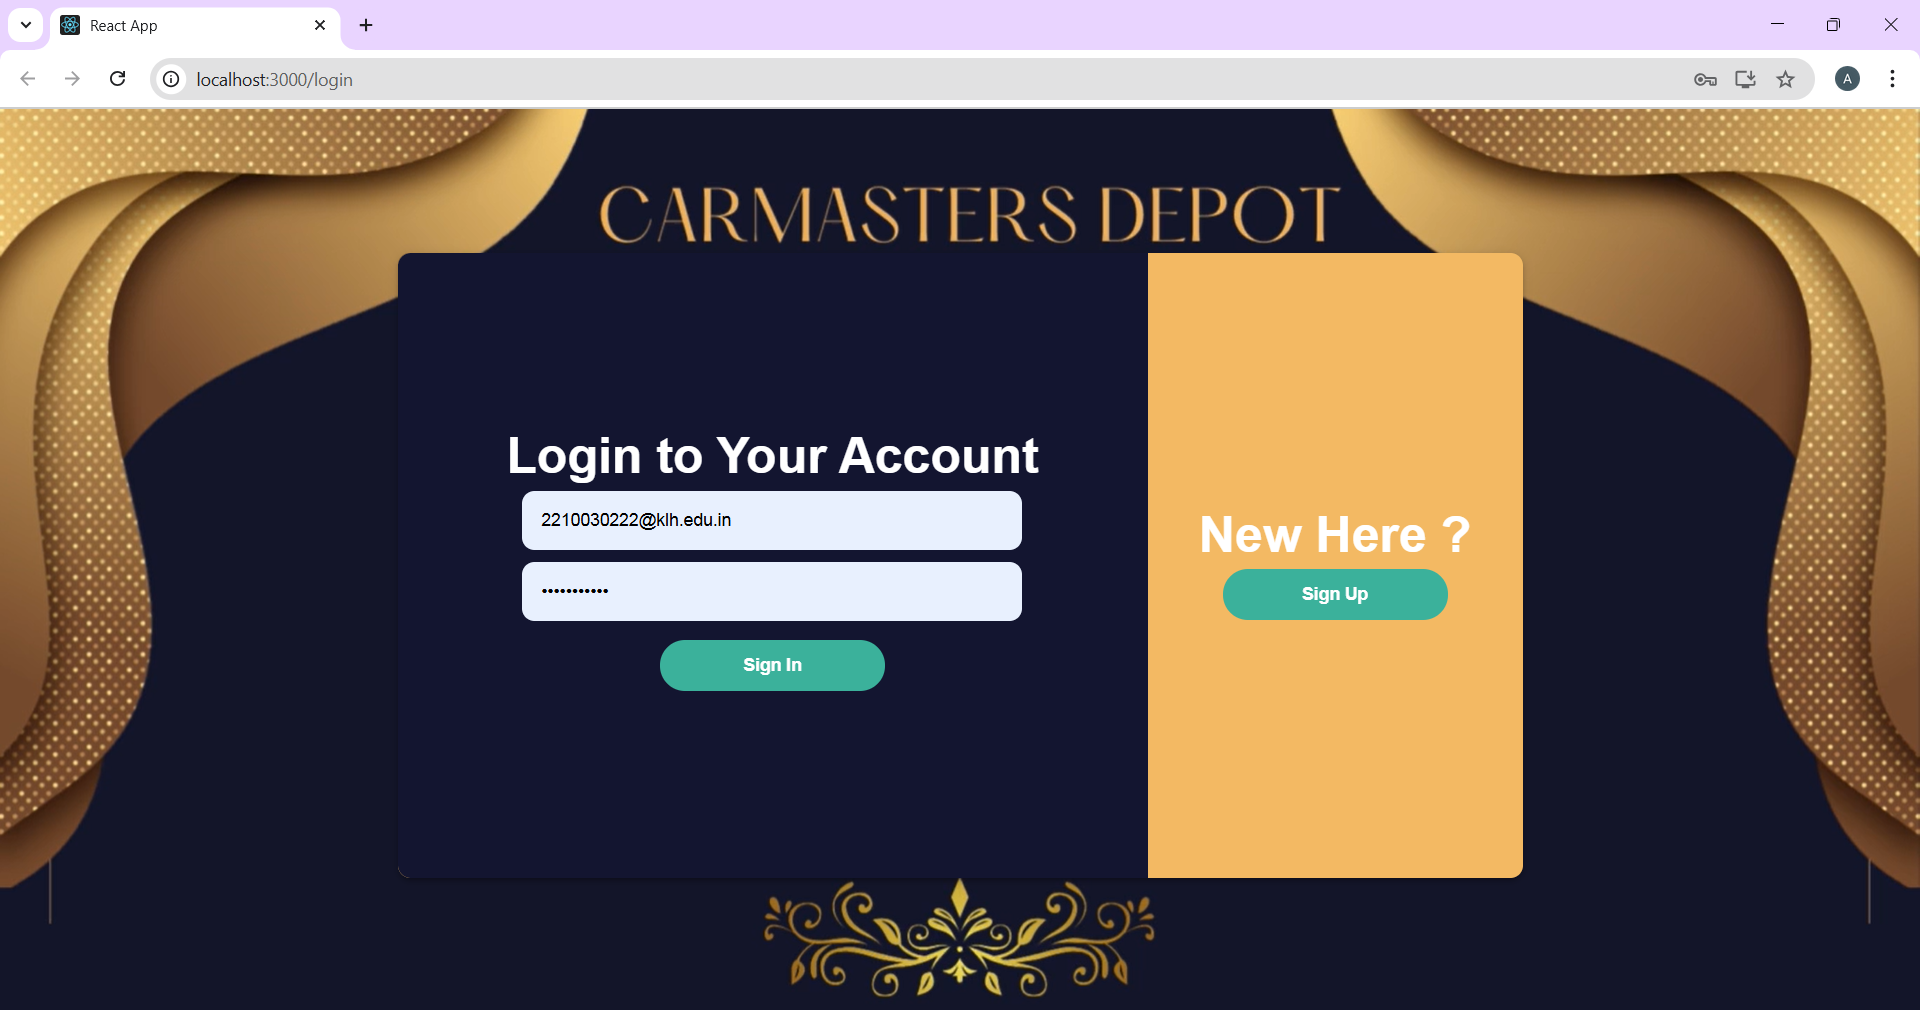 React App
localhost:3000/login
A
CARMASTERS DEPOT
Login to Your Account
2210030222@klh.edu.in
•••••••••••
Sign In
New Here ?
Sign Up